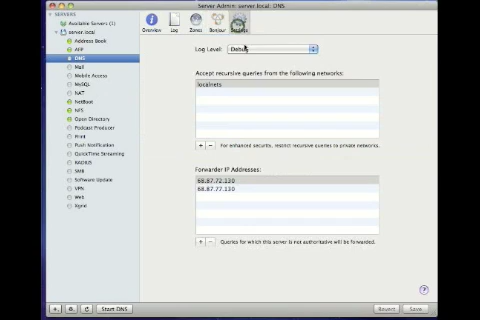 Server Admin: server.local: DNS
SERVERS
Available Servers (1)
server.local
Address Book
AFP
DNS
Mail
Mobile Access
MySQL
NAT
NetBoot
NFS
Open Directory
Podcast Producer
Print
Push Notification
QuickTime Streaming
RADIUS
SMB
Software Update
VPN
Web
Xgrid
Overview
Log
Zones
Bonjour
Settings
Log Level: Debug
Accept recursive queries from the following networks:
localnets
+ − For enhanced security, restrict recursive queries to private networks.
Forwarder IP Addresses:
68.87.72.130
68.87.77.130
+ − Queries for which this server is not authoritative will be forwarded.
?
Start DNS
Revert
Save